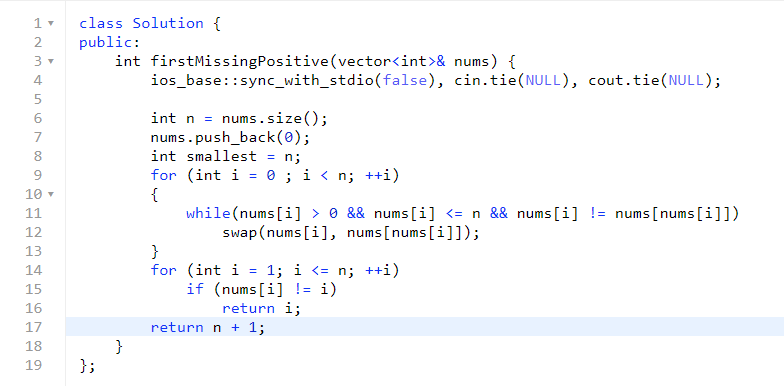 1 class Solution {
2 public:
3     int firstMissingPositive(vector<int>& nums) {
4         ios_base::sync_with_stdio(false), cin.tie(NULL), cout.tie(NULL);
5
6         int n = nums.size();
7         nums.push_back(0);
8         int smallest = n;
9         for (int i = 0 ; i < n; ++i)
10         {
11             while(nums[i] > 0 && nums[i] <= n && nums[i] != nums[nums[i]])
12                 swap(nums[i], nums[nums[i]]);
13         }
14         for (int i = 1; i <= n; ++i)
15             if (nums[i] != i)
16                 return i;
17         return n + 1;
18     }
19 };